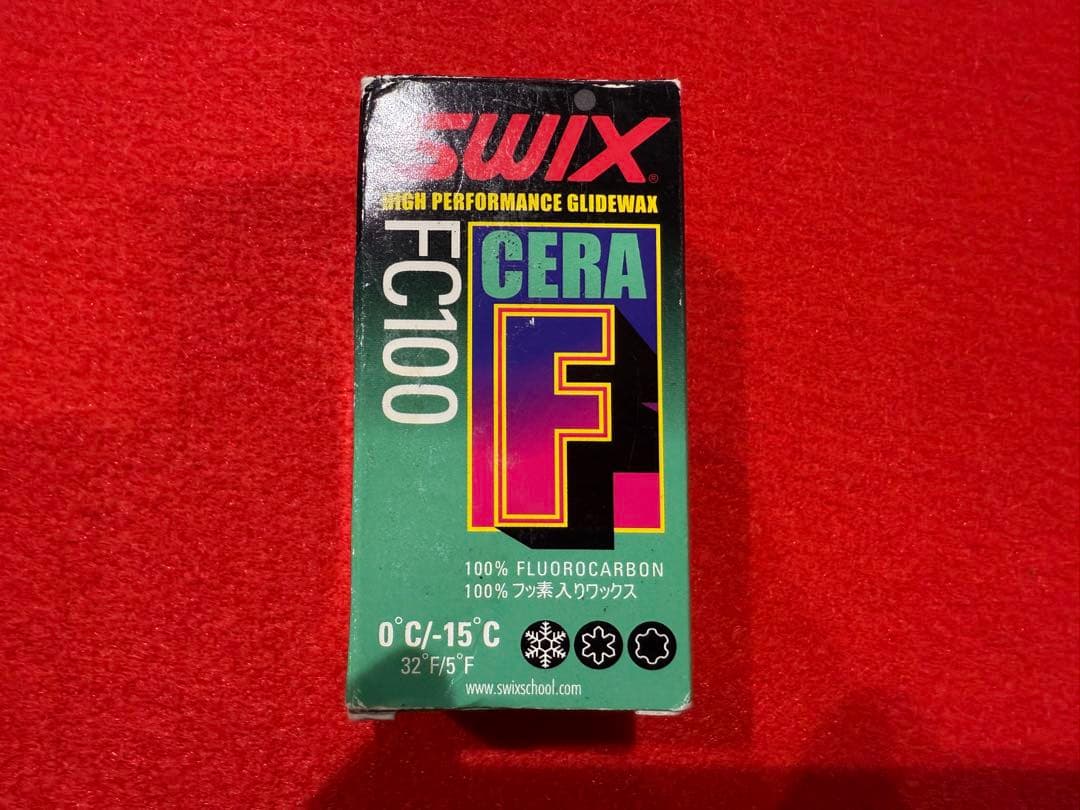 SWIX®
HIGH PERFORMANCE GLIDEWAX
FC100
CERA
F
100% FLUOROCARBON
100% フッ素入りワックス
0°C/-15°C
32°F/5°F
www.swixschool.com